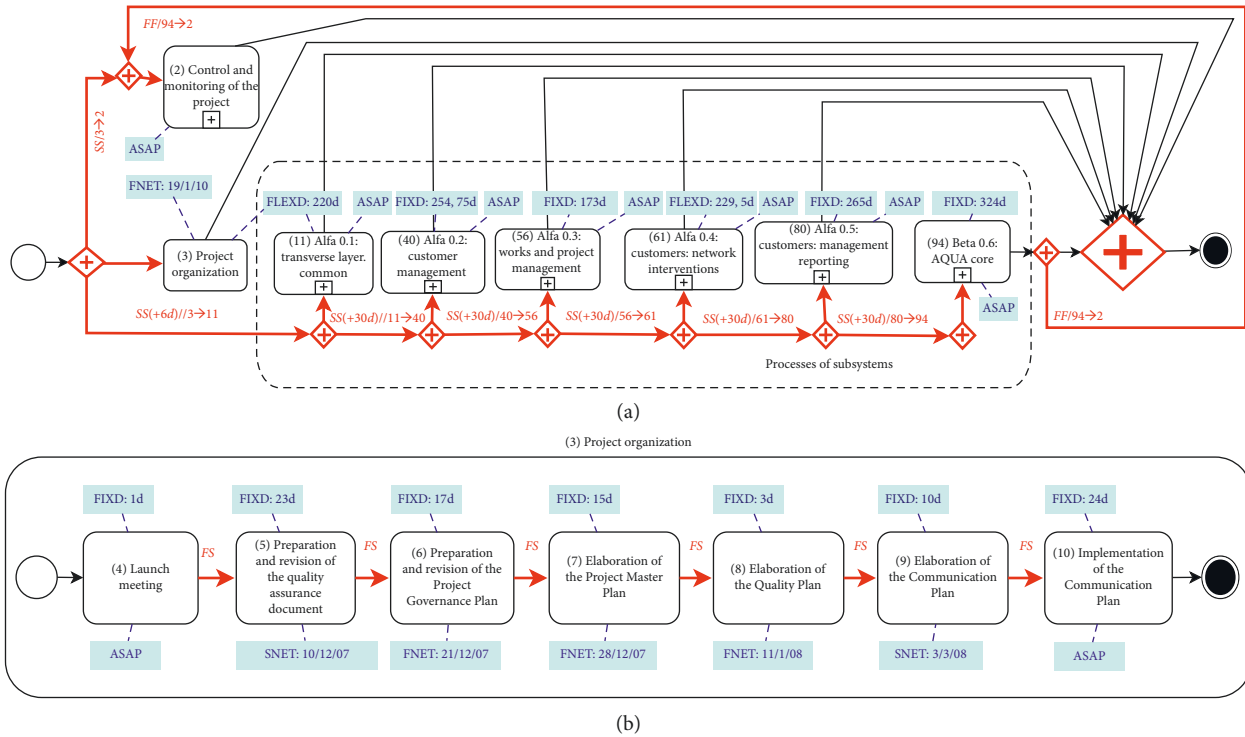 FF/94→2
(2) Control and
monitoring of the
project
+
SS/3→2
ASAP
FNET: 19/1/10
FLEXD: 220d
ASAP
FIXD: 254, 75d
ASAP
FIXD: 173d
ASAP
FLEXD: 229, 5d
ASAP
FIXD: 265d
ASAP
FIXD: 324d
(3) Project
organization
(11) Alfa 0.1:
transverse layer.
common
+
(40) Alfa 0.2:
customer
management
+
(56) Alfa 0.3:
works and project
management
+
(61) Alfa 0.4:
customers: network
interventions
+
(80) Alfa 0.5:
customers: management
reporting
+
(94) Beta 0.6:
AQUA core
+
ASAP
SS(+6d)//3→11
SS(+30d)//11→40
SS(+30d)/40→56
SS(+30d)/56→61
SS(+30d)/61→80
SS(+30d)/80→94
FF/94→2
Processes of subsystems
(a)
(3) Project organization
FIXD: 1d
FIXD: 23d
FIXD: 17d
FIXD: 15d
FIXD: 3d
FIXD: 10d
FIXD: 24d
(4) Launch
meeting
FS
(5) Preparation
and revision of
the quality
assurance
document
FS
(6) Preparation
and revision of the
Project
Governance Plan
FS
(7) Elaboration
of the Project Master
Plan
FS
(8) Elaboration
of the Quality Plan
FS
(9) Elaboration
of the Communication
Plan
FS
(10) Implementation
of the
Communication
Plan
ASAP
SNET: 10/12/07
FNET: 21/12/07
FNET: 28/12/07
FNET: 11/1/08
SNET: 3/3/08
ASAP
(b)